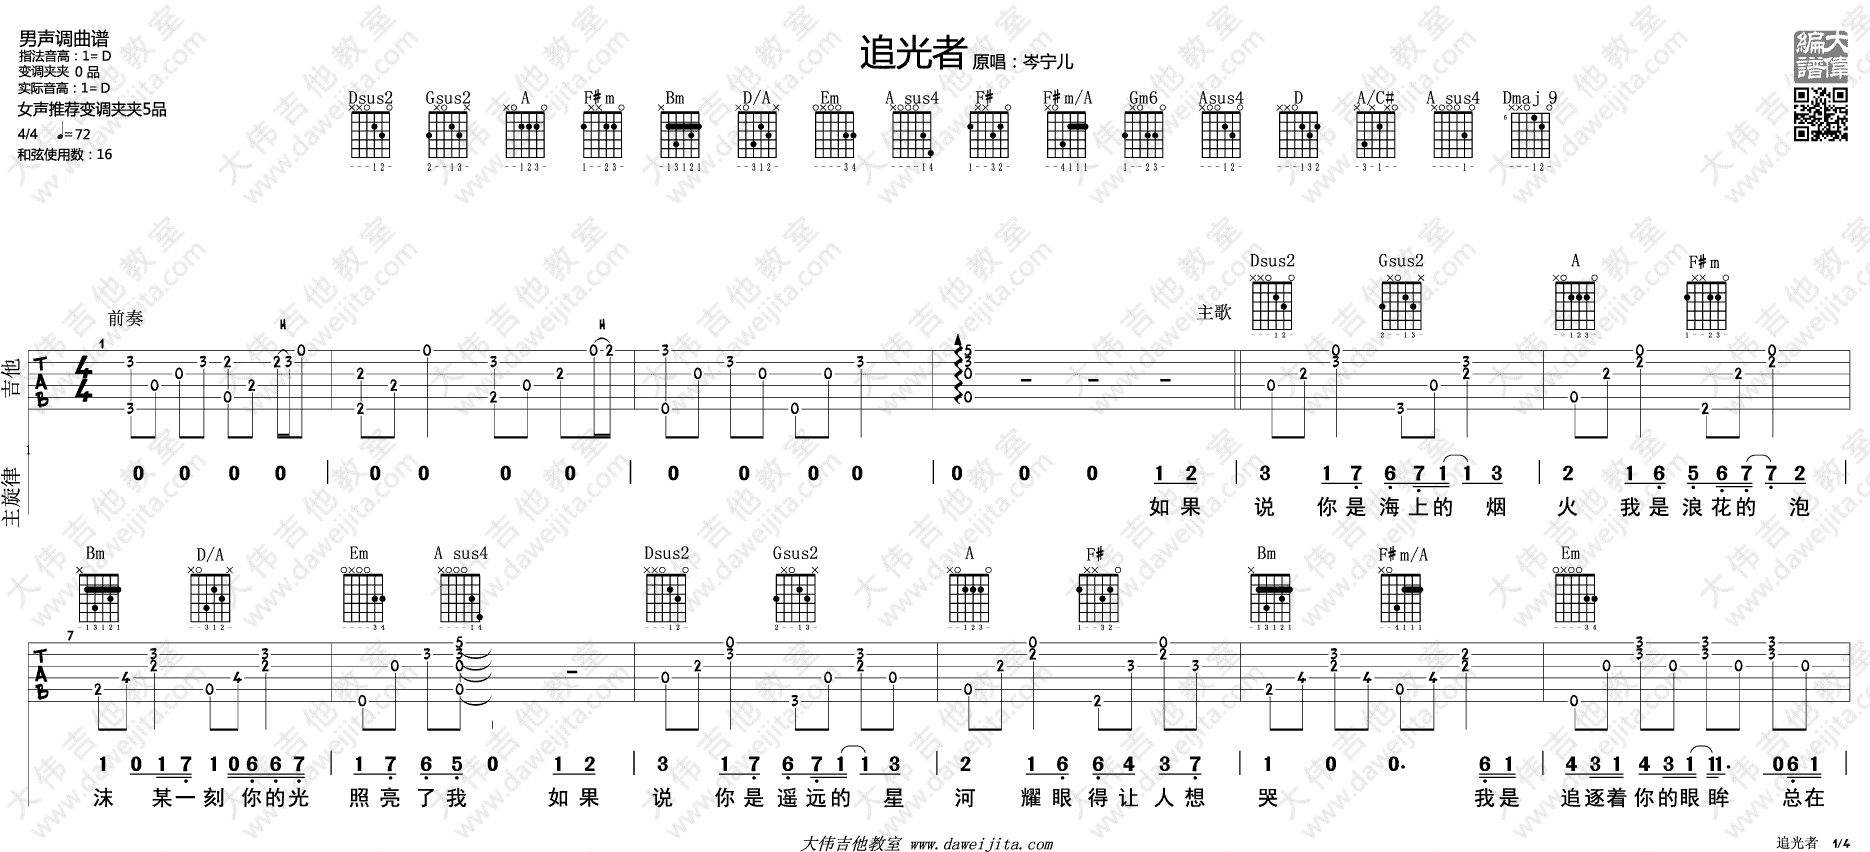 男声调曲谱
指法音高：1=D
变调夹夹 0 品
实际音高：1=D
女声推荐变调夹夹5品
4/4 ♩=72
和弦使用数：16
追光者 原唱：岑宁儿
大偉編譜
Dsus2 Gsus2 A F#m Bm D/A Em A sus4 F# F#m/A Gm6 Asus4 D A/C# A sus4 Dmaj9
前奏 主歌 Dsus2 Gsus2 A F#m
吉他 TAB 4/4
主旋律 0 0 0 0 | 0 0 0 0 | 0 0 0 0 | 0 0 0 1 2 | 3 1 7 6 7 1 1 3 | 2 1 6 5 6 7 7 2
如果 说 你是海上的 烟 火 我是浪花的 泡
Bm D/A Em A sus4 Dsus2 Gsus2 A F# Bm F#m/A Em
7
TAB
1 0 1 7 1 0 6 6 7 | 1 7 6 5 0 1 2 | 3 1 7 6 7 1 1 3 | 2 1 6 6 4 3 7 | 1 0 0. 6 1 | 4 3 1 4 3 1 1 1. 0 6 1
沫 某一刻 你的光 照亮了我 如果 说 你是遥远的 星 河 耀眼得让人想 哭 我是 追逐着你的眼眸 总在
大伟吉他教室 www.daweijita.com
追光者 1/4